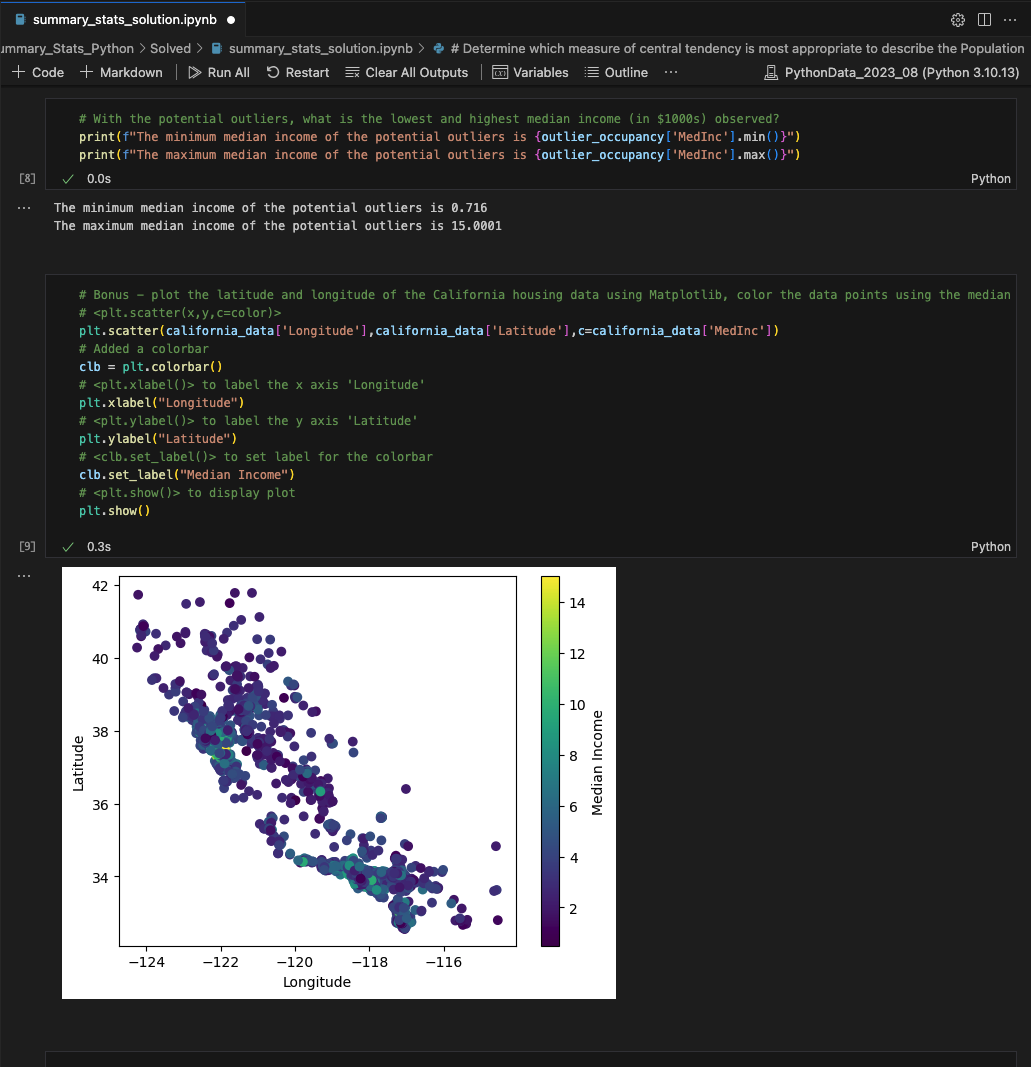 summary_stats_solution.ipynb
ummary_Stats_Python > Solved > summary_stats_solution.ipynb > # Determine which measure of central tendency is most appropriate to describe the Population
+ Code + Markdown Run All Restart Clear All Outputs Variables Outline ··· PythonData_2023_08 (Python 3.10.13)
# With the potential outliers, what is the lowest and highest median income (in $1000s) observed?
print(f"The minimum median income of the potential outliers is {outlier_occupancy['MedInc'].min()}")
print(f"The maximum median income of the potential outliers is {outlier_occupancy['MedInc'].max()}")
[8] 0.0s Python
The minimum median income of the potential outliers is 0.716
The maximum median income of the potential outliers is 15.0001
# Bonus – plot the latitude and longitude of the California housing data using Matplotlib, color the data points using the median
# <plt.scatter(x,y,c=color)>
plt.scatter(california_data['Longitude'],california_data['Latitude'],c=california_data['MedInc'])
# Added a colorbar
clb = plt.colorbar()
# <plt.xlabel()> to label the x axis 'Longitude'
plt.xlabel("Longitude")
# <plt.ylabel()> to label the y axis 'Latitude'
plt.ylabel("Latitude")
# <clb.set_label()> to set label for the colorbar
clb.set_label("Median Income")
# <plt.show()> to display plot
plt.show()
[9] 0.3s Python
42
40
38
36
34
Latitude
−124 −122 −120 −118 −116
Longitude
14
12
10
8
6
4
2
Median Income